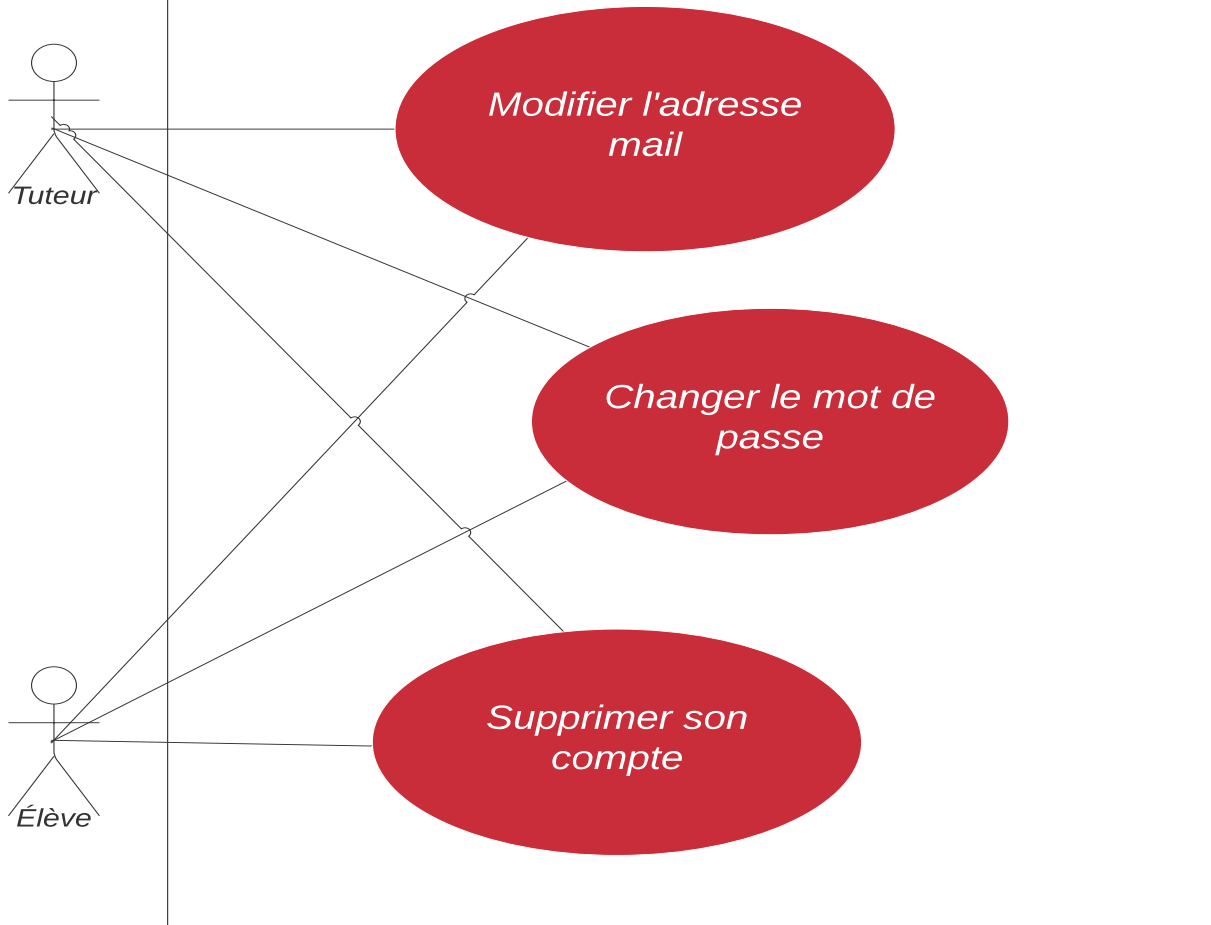 Modifier l'adresse
mail
Tuteur
Changer le mot de
passe
Supprimer son
compte
Élève